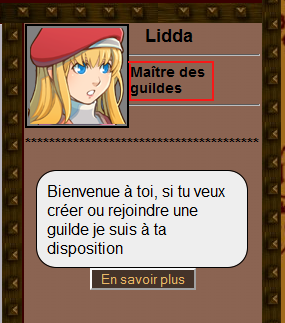 Lidda
Maître des
guildes
****************************************
Bienvenue à toi, si tu veux
créer ou rejoindre une
guilde je suis à ta
disposition
En savoir plus